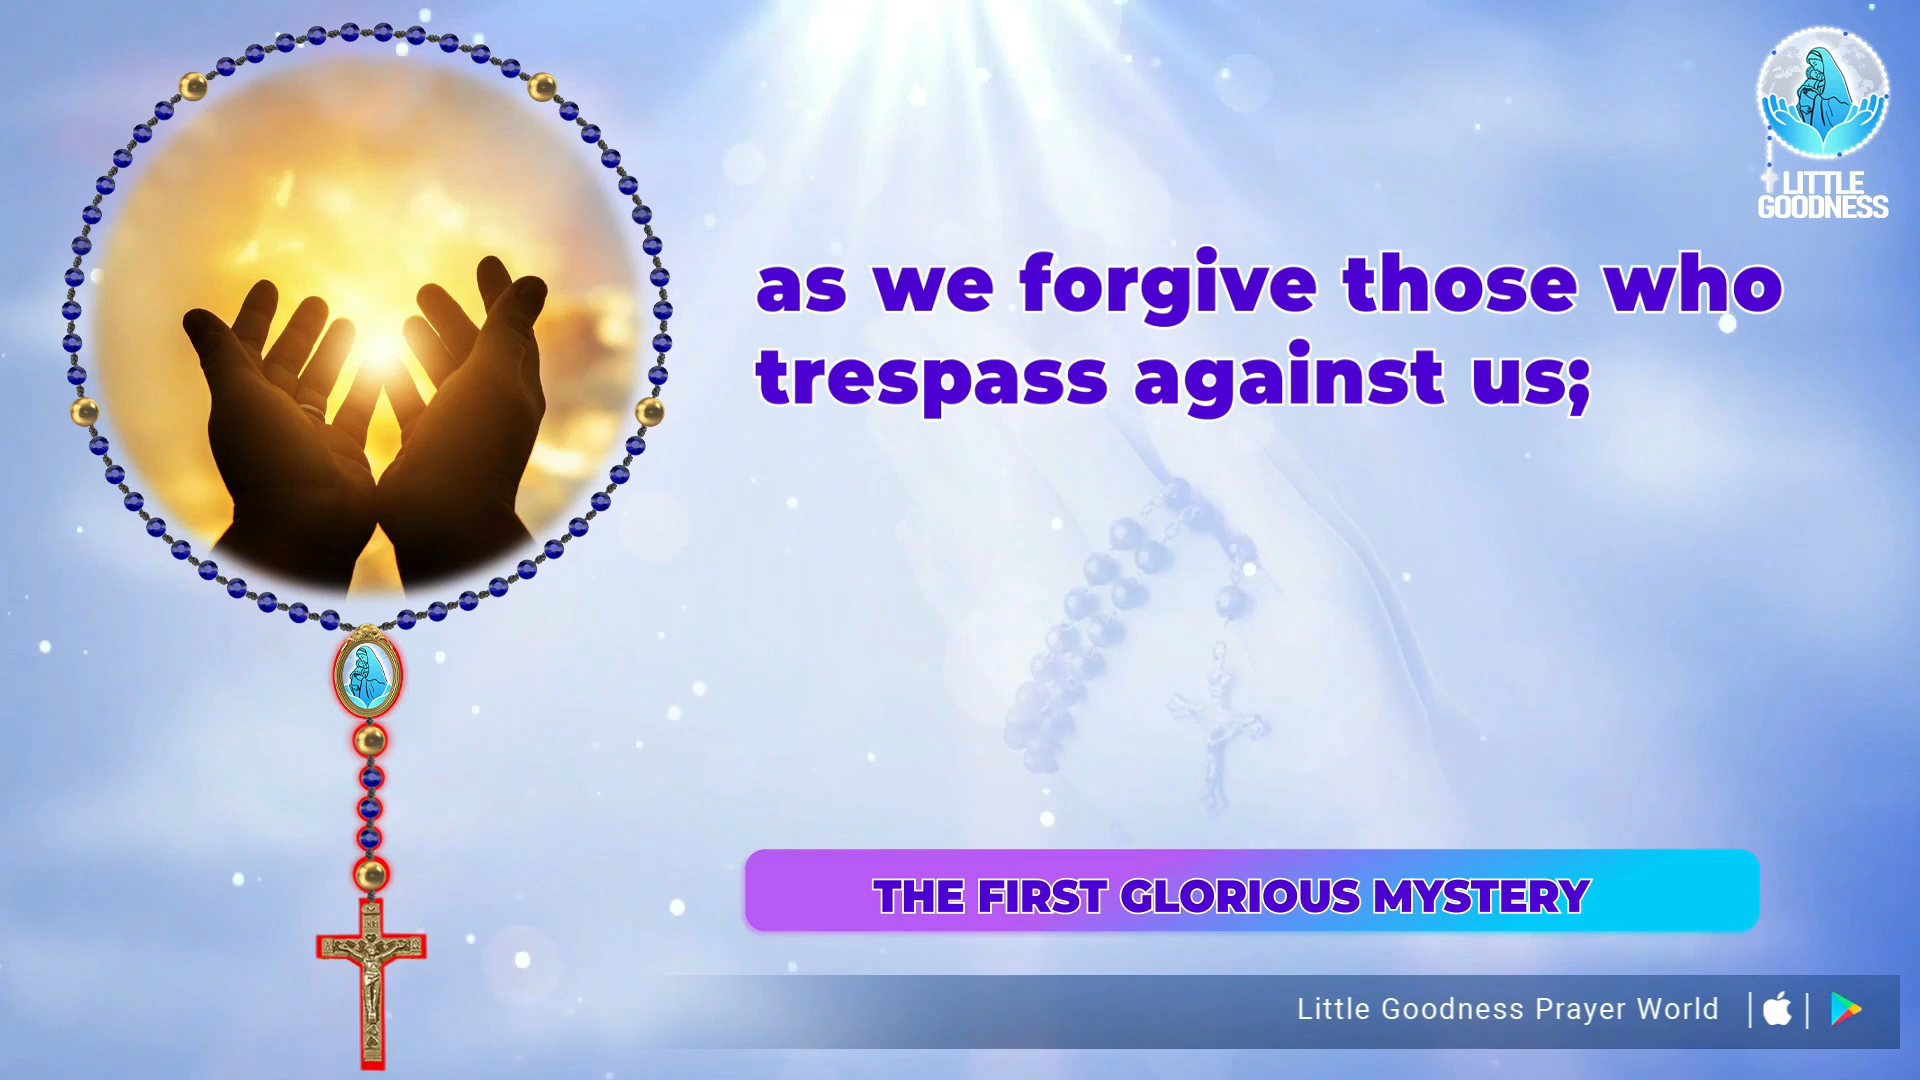 LITTLE
GOODNESS
as we forgive those who
trespass against us;
THE FIRST GLORIOUS MYSTERY
Little Goodness Prayer World